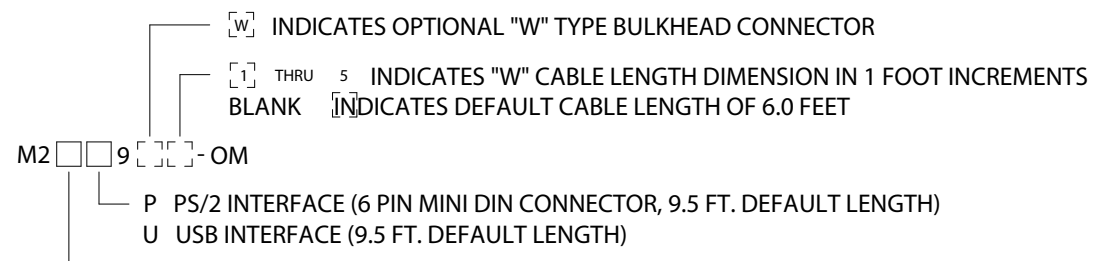 W INDICATES OPTIONAL "W" TYPE BULKHEAD CONNECTOR
1 THRU 5 INDICATES "W" CABLE LENGTH DIMENSION IN 1 FOOT INCREMENTS
BLANK INDICATES DEFAULT CABLE LENGTH OF 6.0 FEET
M2 9 - OM
P PS/2 INTERFACE (6 PIN MINI DIN CONNECTOR, 9.5 FT. DEFAULT LENGTH)
U USB INTERFACE (9.5 FT. DEFAULT LENGTH)